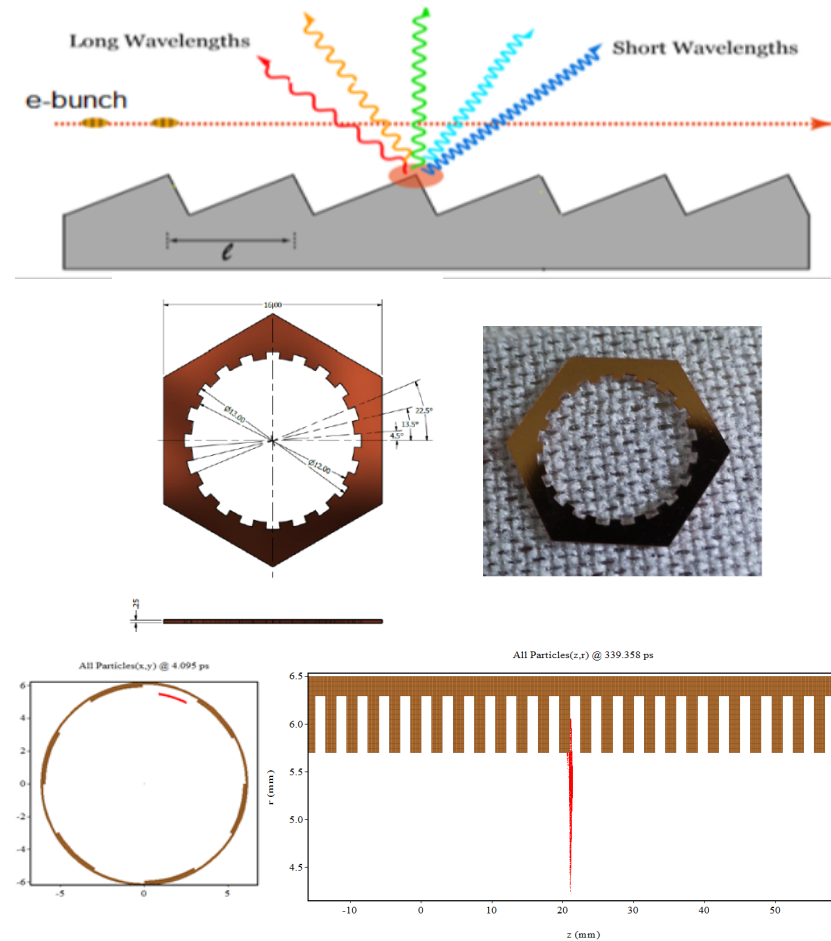 Long Wavelengths
Short Wavelengths
e-bunch
ℓ
16.00
22.5°
13.5°
4.5°
Ø13.00
Ø12.00
.25
All Particles(x,y) @ 4.095 ps
6
4
2
0
-2
-4
-6
-5
0
5
All Particles(z,r) @ 339.358 ps
6.5
6.0
5.5
5.0
4.5
r (mm)
-10
0
10
20
30
40
50
z (mm)